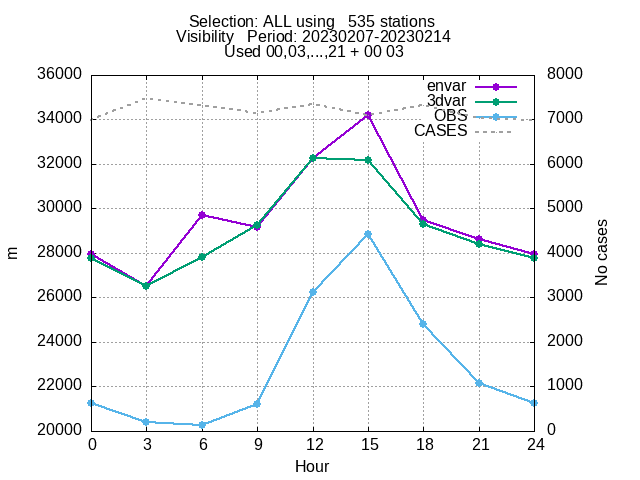 Selection: ALL using   535 stations
Visibility   Period: 20230207-20230214
Used 00,03,...,21 + 00 03
36000
34000
32000
30000
28000
26000
24000
22000
20000
m
envar
3dvar
OBS
CASES
8000
7000
6000
5000
4000
3000
2000
1000
0
No cases
0 3 6 9 12 15 18 21 24
Hour